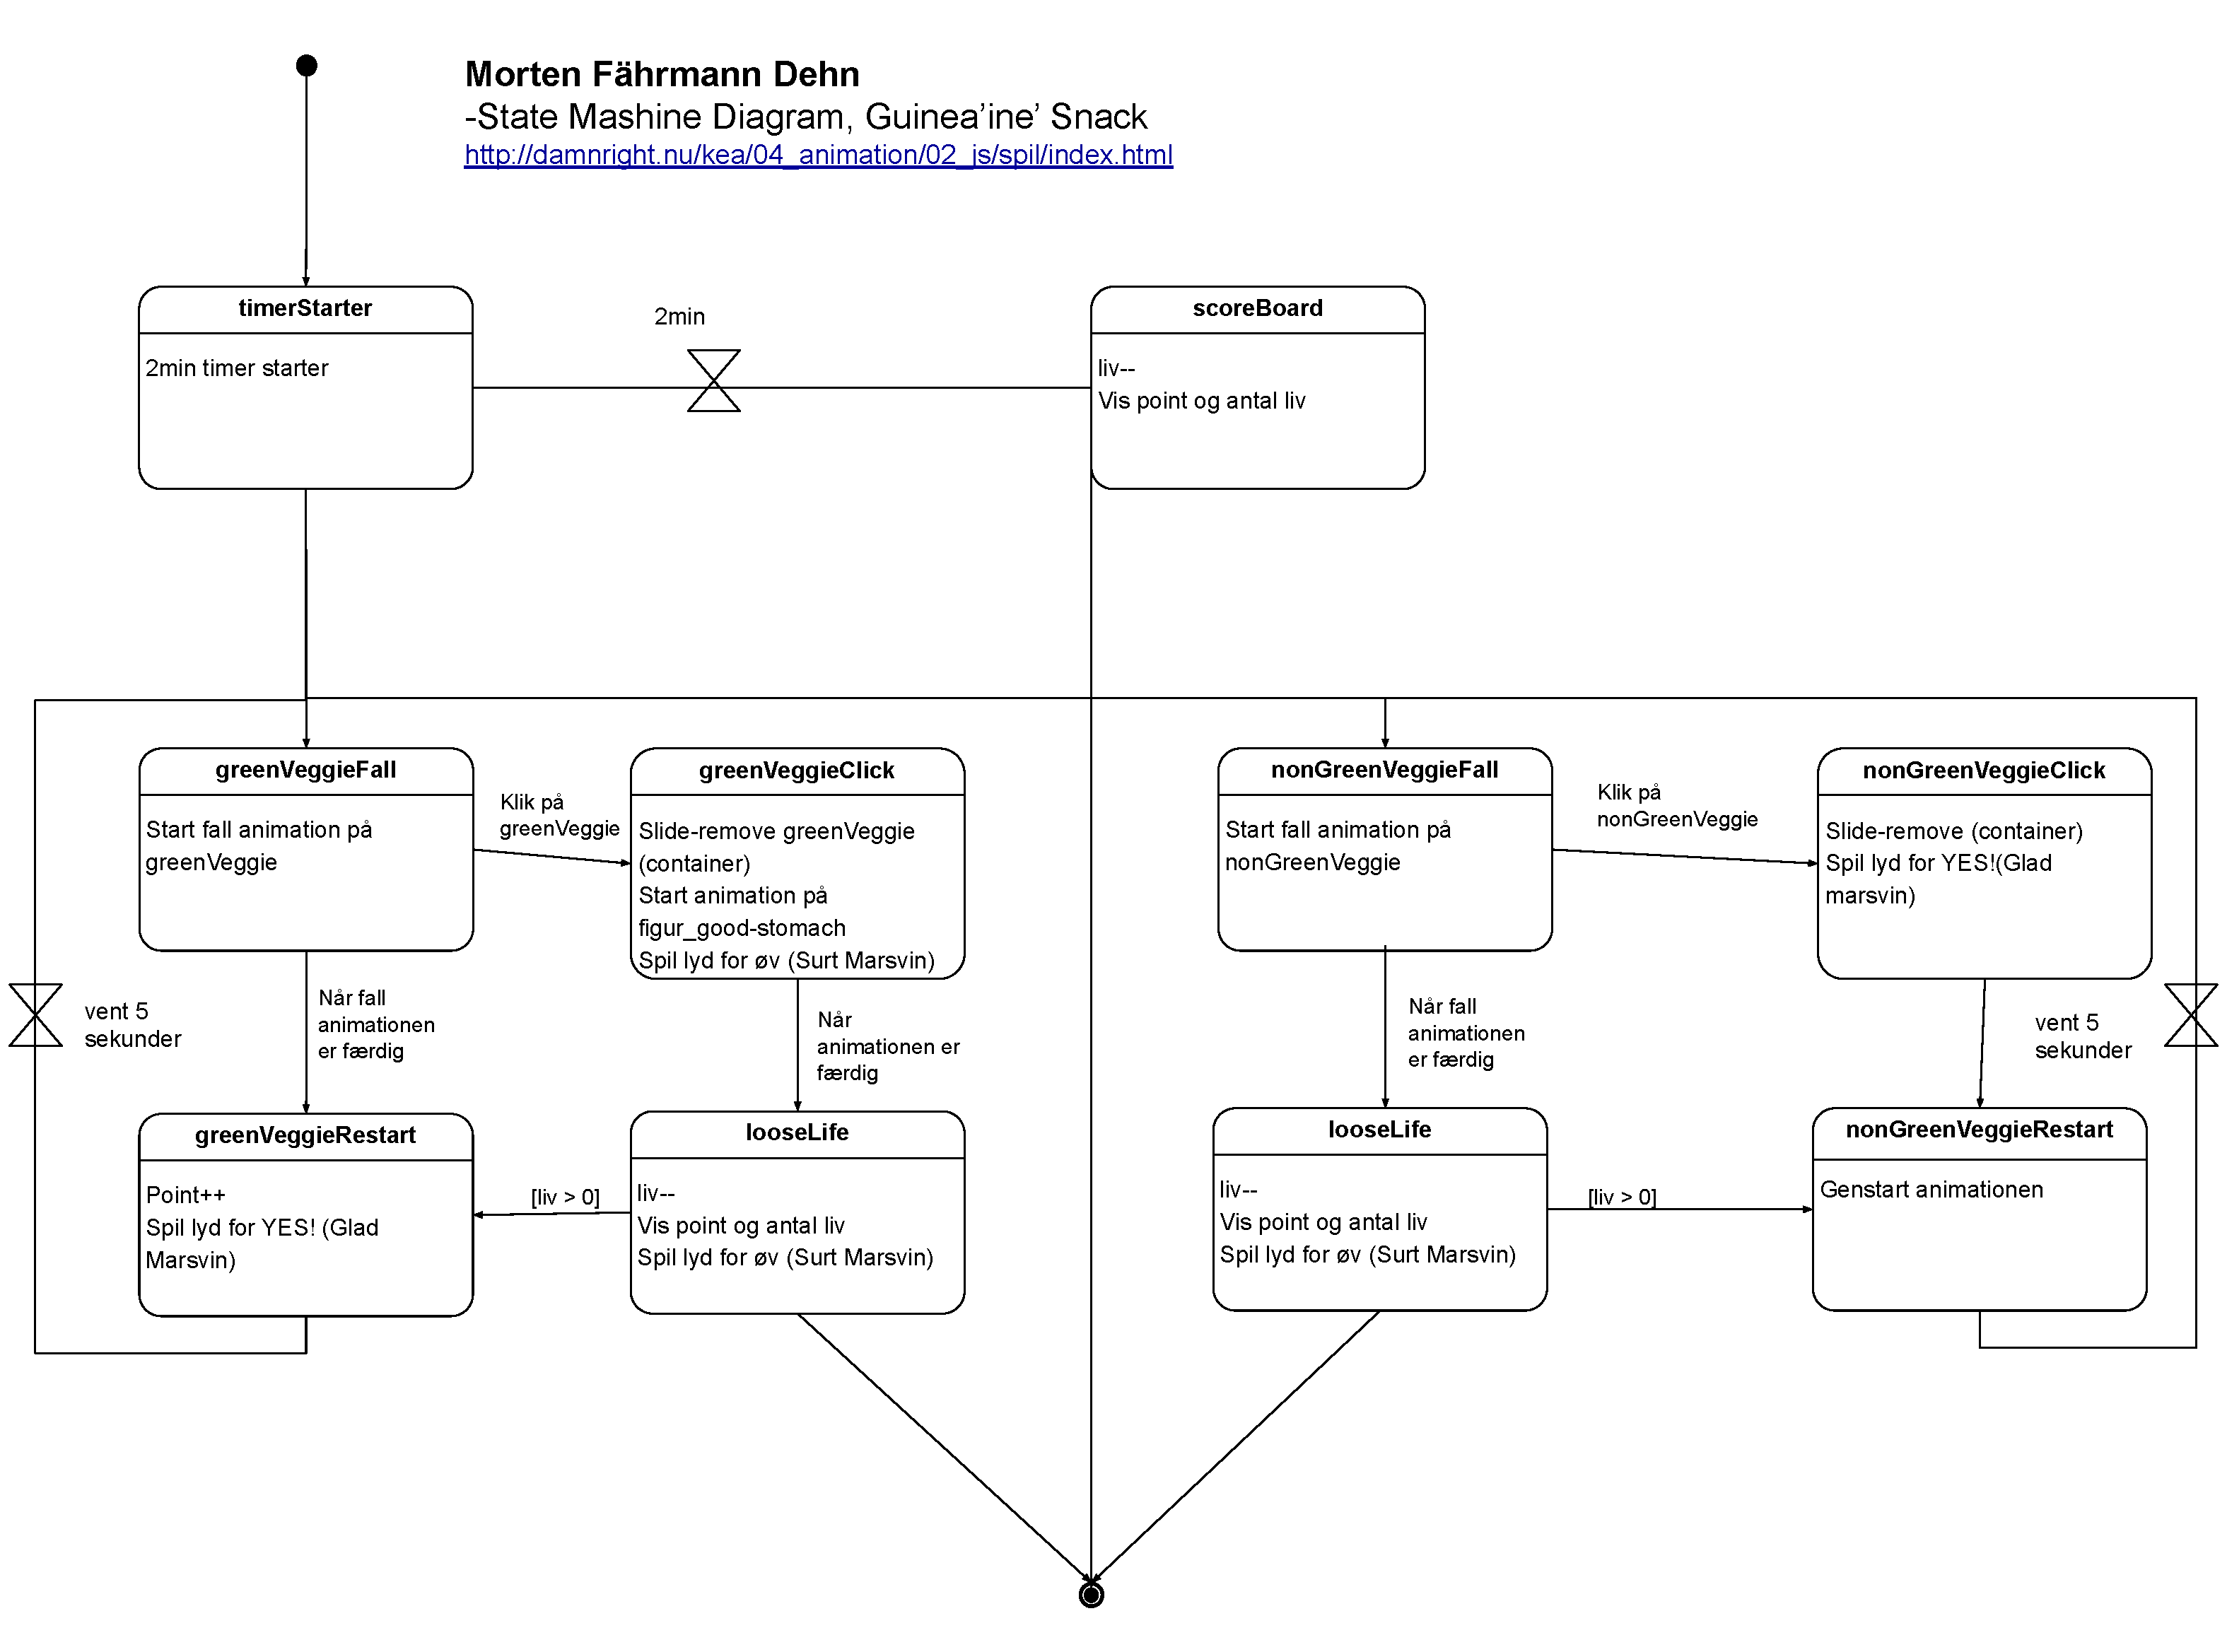 Morten Fährmann Dehn
-State Mashine Diagram, Guinea’ine’ Snack
http://damnright.nu/kea/04_animation/02_js/spil/index.html
timerStarter
2min timer starter
2min
scoreBoard
liv--
Vis point og antal liv
greenVeggieFall
Start fall animation på
greenVeggie
Klik på
greenVeggie
greenVeggieClick
Slide-remove greenVeggie
(container)
Start animation på
figur_good-stomach
Spil lyd for øv (Surt Marsvin)
nonGreenVeggieFall
Start fall animation på
nonGreenVeggie
Klik på
nonGreenVeggie
nonGreenVeggieClick
Slide-remove (container)
Spil lyd for YES!(Glad
marsvin)
vent 5
sekunder
Når fall
animationen
er færdig
Når
animationen er
færdig
Når fall
animationen
er færdig
vent 5
sekunder
greenVeggieRestart
Point++
Spil lyd for YES! (Glad
Marsvin)
[liv > 0]
looseLife
liv--
Vis point og antal liv
Spil lyd for øv (Surt Marsvin)
looseLife
liv--
Vis point og antal liv
Spil lyd for øv (Surt Marsvin)
[liv > 0]
nonGreenVeggieRestart
Genstart animationen